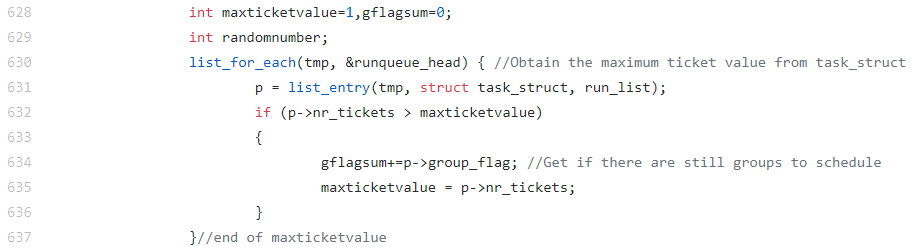 628 int maxticketvalue=1,gflagsum=0;
629 int randomnumber;
630 list_for_each(tmp, &runqueue_head) { //Obtain the maximum ticket value from task_struct
631 p = list_entry(tmp, struct task_struct, run_list);
632 if (p->nr_tickets > maxticketvalue)
633 {
634 gflagsum+=p->group_flag; //Get if there are still groups to schedule
635 maxticketvalue = p->nr_tickets;
636 }
637 }//end of maxticketvalue